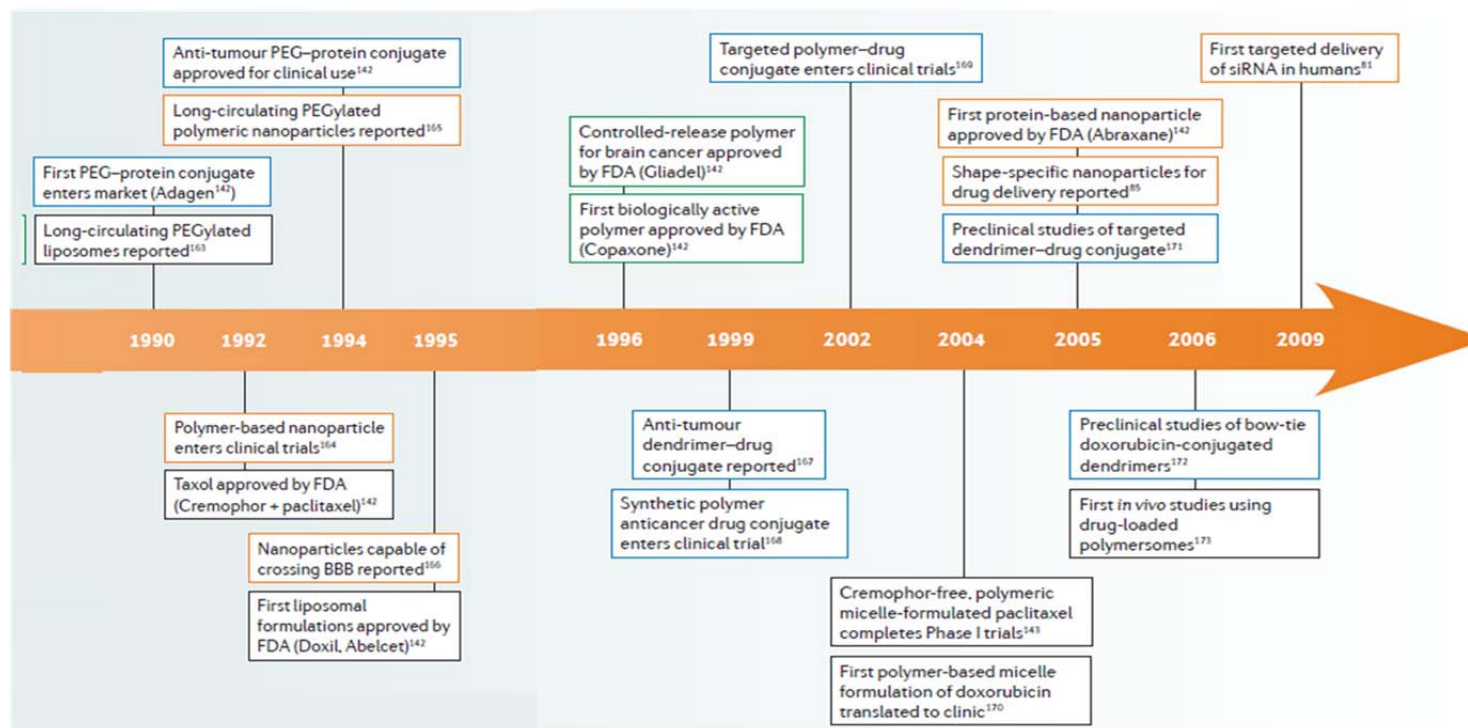 Anti-tumour PEG–protein conjugate
approved for clinical use¹⁴²
Long-circulating PEGylated
polymeric nanoparticles reported¹⁶⁵
First PEG–protein conjugate
enters market (Adagen¹⁴²)
Long-circulating PEGylated
liposomes reported¹⁶³
Targeted polymer–drug
conjugate enters clinical trials¹⁶⁹
Controlled-release polymer
for brain cancer approved
by FDA (Gliadel)¹⁴²
First biologically active
polymer approved by FDA
(Copaxone)¹⁴²
First targeted delivery
of siRNA in humans⁸¹
First protein-based nanoparticle
approved by FDA (Abraxane)¹⁴²
Shape-specific nanoparticles for
drug delivery reported⁸⁵
Preclinical studies of targeted
dendrimer–drug conjugate¹⁷¹
1990 1992 1994 1995 1996 1999 2002 2004 2005 2006 2009
Polymer-based nanoparticle
enters clinical trials¹⁶⁴
Taxol approved by FDA
(Cremophor + paclitaxel)¹⁴²
Nanoparticles capable of
crossing BBB reported¹⁶⁶
First liposomal
formulations approved by
FDA (Doxil, Abelcet)¹⁴²
Anti-tumour
dendrimer–drug
conjugate reported¹⁶⁷
Synthetic polymer
anticancer drug conjugate
enters clinical trial¹⁶⁸
Cremophor-free, polymeric
micelle-formulated paclitaxel
completes Phase I trials¹⁴³
First polymer-based micelle
formulation of doxorubicin
translated to clinic¹⁷⁰
Preclinical studies of bow-tie
doxorubicin-conjugated
dendrimers¹⁷²
First in vivo studies using
drug-loaded
polymersomes¹⁷³